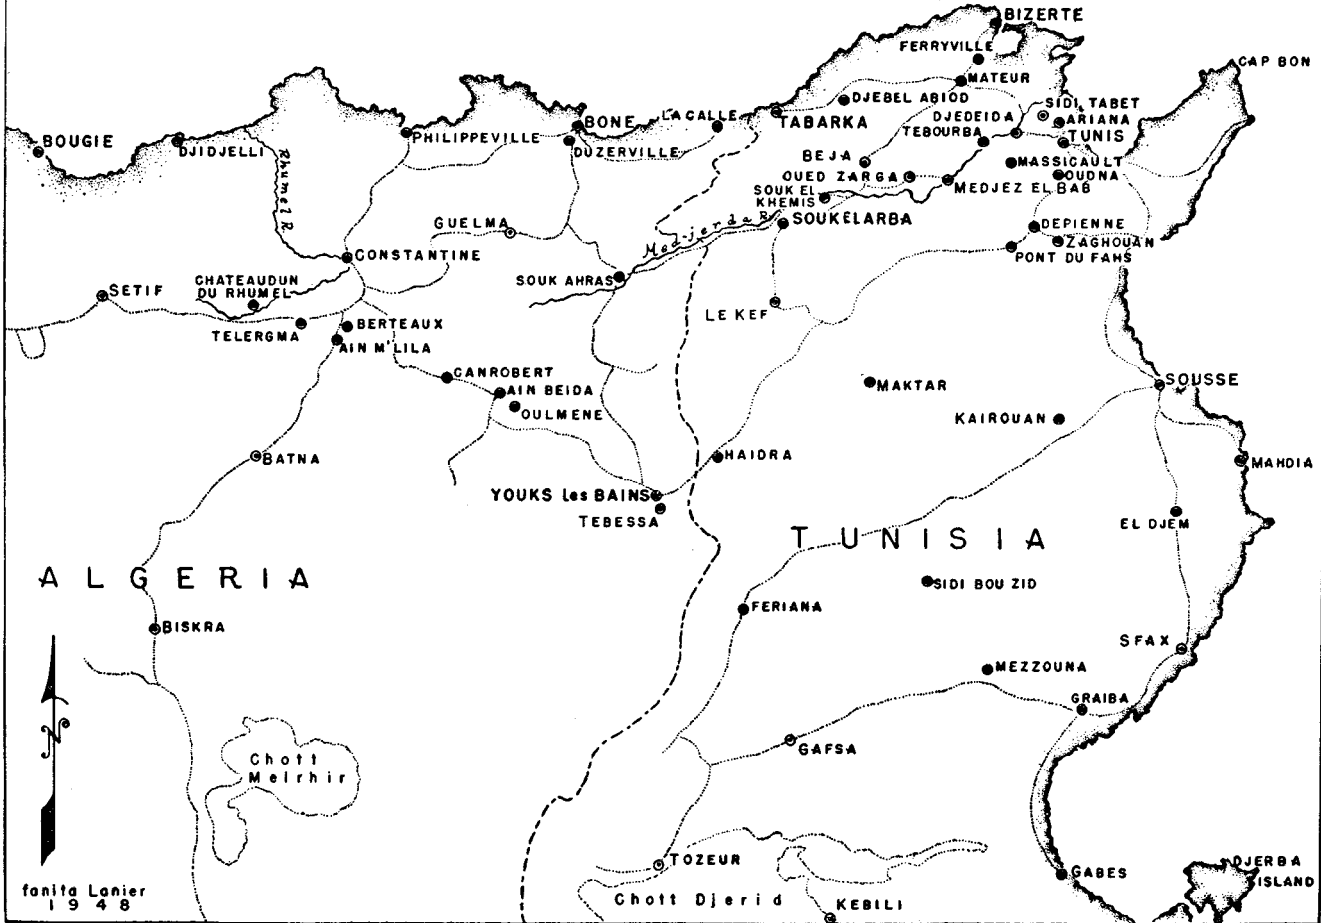 BIZERTE
FERRYVILLE
CAP BON
MATEUR
DJEBEL ABIOD
SIDI TABET
LA CALLE
DJEDEIDA
ARIANA
BONE
TABARKA
TEBOURBA
TUNIS
BOUGIE
DJIDJELLI
PHILIPPEVILLE
DUZERVILLE
BEJA
MASSICAULT
OUED ZARGA
OUDNA
MEDJEZ EL BAB
SOUK EL
KHEMIS
Rhumel R.
SOUKELARBA
GUELMA
DEPIENNE
Med-jerda R.
ZAGHOUAN
PONT DU FAHS
CONSTANTINE
SOUK AHRAS
CHATEAUDUN
DU RHUMEL
SETIF
LE KEF
BERTEAUX
TELERGMA
AIN M'LILA
CANROBERT
AIN BEIDA
OULMENE
MAKTAR
SOUSSE
KAIROUAN
BATNA
HAIDRA
MAHDIA
YOUKS les BAINS
TEBESSA
EL DJEM
TUNISIA
ALGERIA
SIDI BOU ZID
FERIANA
BISKRA
SFAX
MEZZOUNA
GRAIBA
N
GAFSA
Chott
Melrhir
TOZEUR
DJERBA
ISLAND
GABES
Chott Djerid
KEBILI
fanita Lanier
1948